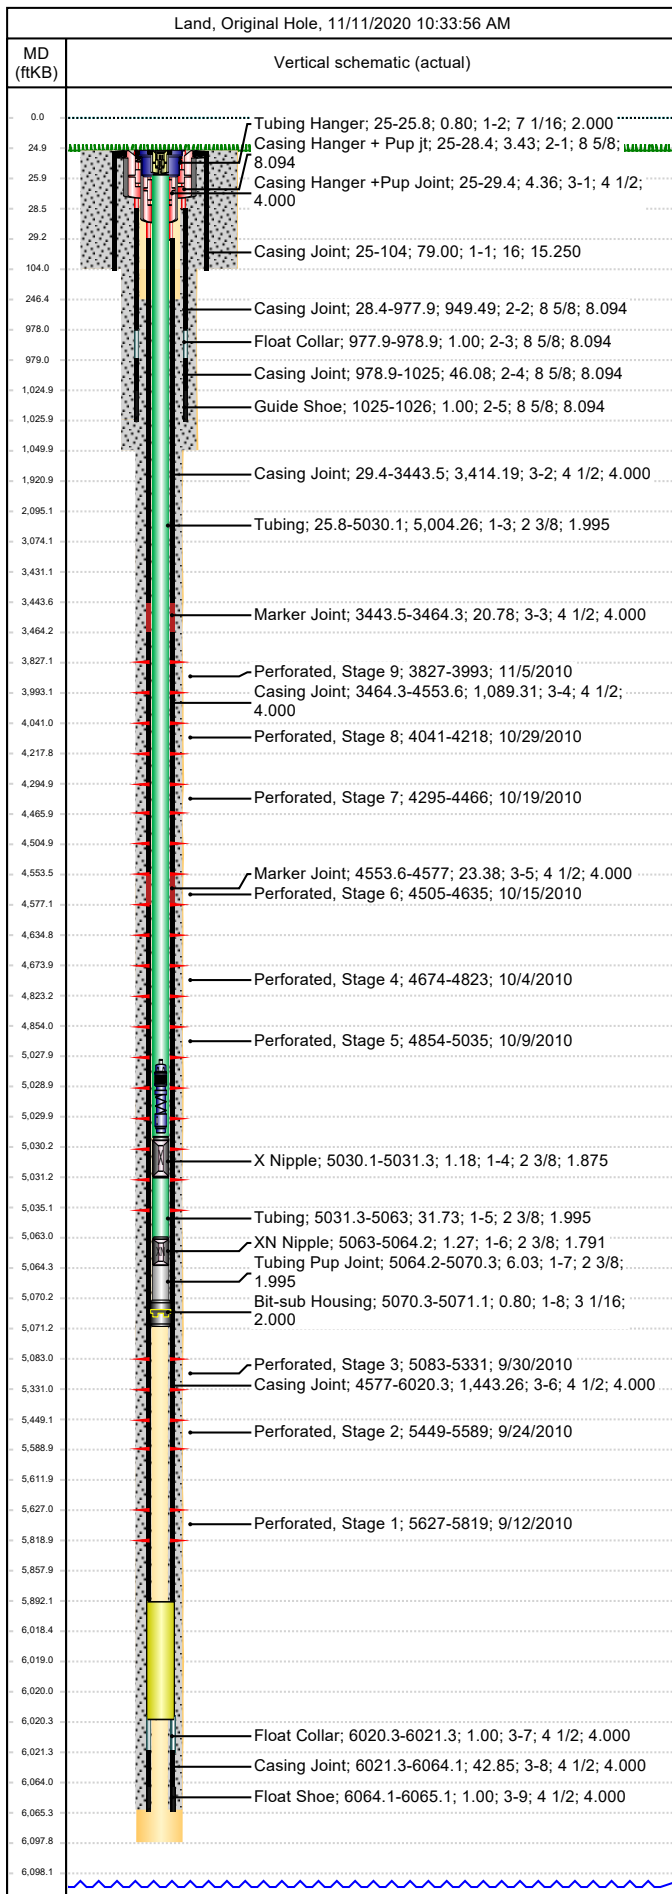 Land, Original Hole, 11/11/2020 10:33:56 AM
MD
(ftKB)
Vertical schematic (actual)
0.0
24.9
25.9
28.5
29.2
104.0
246.4
978.0
979.0
1,024.9
1,025.9
1,049.9
1,920.9
2,095.1
3,074.1
3,431.1
3,443.6
3,464.2
3,827.1
3,993.1
4,041.0
4,217.8
4,294.9
4,465.9
4,504.9
4,553.5
4,577.1
4,634.8
4,673.9
4,823.2
4,854.0
5,027.9
5,028.9
5,029.9
5,030.2
5,031.2
5,035.1
5,063.0
5,064.3
5,070.2
5,071.2
5,083.0
5,331.0
5,449.1
5,588.9
5,611.9
5,627.0
5,818.9
5,857.9
5,892.1
6,018.4
6,019.0
6,020.0
6,020.3
6,021.3
6,064.0
6,065.3
6,097.8
6,098.1
Tubing Hanger; 25-25.8; 0.80; 1-2; 7 1/16; 2.000
Casing Hanger + Pup jt; 25-28.4; 3.43; 2-1; 8 5/8;
8.094
Casing Hanger +Pup Joint; 25-29.4; 4.36; 3-1; 4 1/2;
4.000
Casing Joint; 25-104; 79.00; 1-1; 16; 15.250
Casing Joint; 28.4-977.9; 949.49; 2-2; 8 5/8; 8.094
Float Collar; 977.9-978.9; 1.00; 2-3; 8 5/8; 8.094
Casing Joint; 978.9-1025; 46.08; 2-4; 8 5/8; 8.094
Guide Shoe; 1025-1026; 1.00; 2-5; 8 5/8; 8.094
Casing Joint; 29.4-3443.5; 3,414.19; 3-2; 4 1/2; 4.000
Tubing; 25.8-5030.1; 5,004.26; 1-3; 2 3/8; 1.995
Marker Joint; 3443.5-3464.3; 20.78; 3-3; 4 1/2; 4.000
Perforated, Stage 9; 3827-3993; 11/5/2010
Casing Joint; 3464.3-4553.6; 1,089.31; 3-4; 4 1/2;
4.000
Perforated, Stage 8; 4041-4218; 10/29/2010
Perforated, Stage 7; 4295-4466; 10/19/2010
Marker Joint; 4553.6-4577; 23.38; 3-5; 4 1/2; 4.000
Perforated, Stage 6; 4505-4635; 10/15/2010
Perforated, Stage 4; 4674-4823; 10/4/2010
Perforated, Stage 5; 4854-5035; 10/9/2010
X Nipple; 5030.1-5031.3; 1.18; 1-4; 2 3/8; 1.875
Tubing; 5031.3-5063; 31.73; 1-5; 2 3/8; 1.995
XN
XN Nipple; 5063-5064.2; 1.27; 1-6; 2 3/8; 1.791
Tubing Pup Joint; 5064.2-5070.3; 6.03; 1-7; 2 3/8;
1.995
Bit-sub Housing; 5070.3-5071.1; 0.80; 1-8; 3 1/16;
2.000
Perforated, Stage 3; 5083-5331; 9/30/2010
Casing Joint; 4577-6020.3; 1,443.26; 3-6; 4 1/2; 4.000
Perforated, Stage 2; 5449-5589; 9/24/2010
Perforated, Stage 1; 5627-5819; 9/12/2010
Float Collar; 6020.3-6021.3; 1.00; 3-7; 4 1/2; 4.000
Casing Joint; 6021.3-6064.1; 42.85; 3-8; 4 1/2; 4.000
Float Shoe; 6064.1-6065.1; 1.00; 3-9; 4 1/2; 4.000